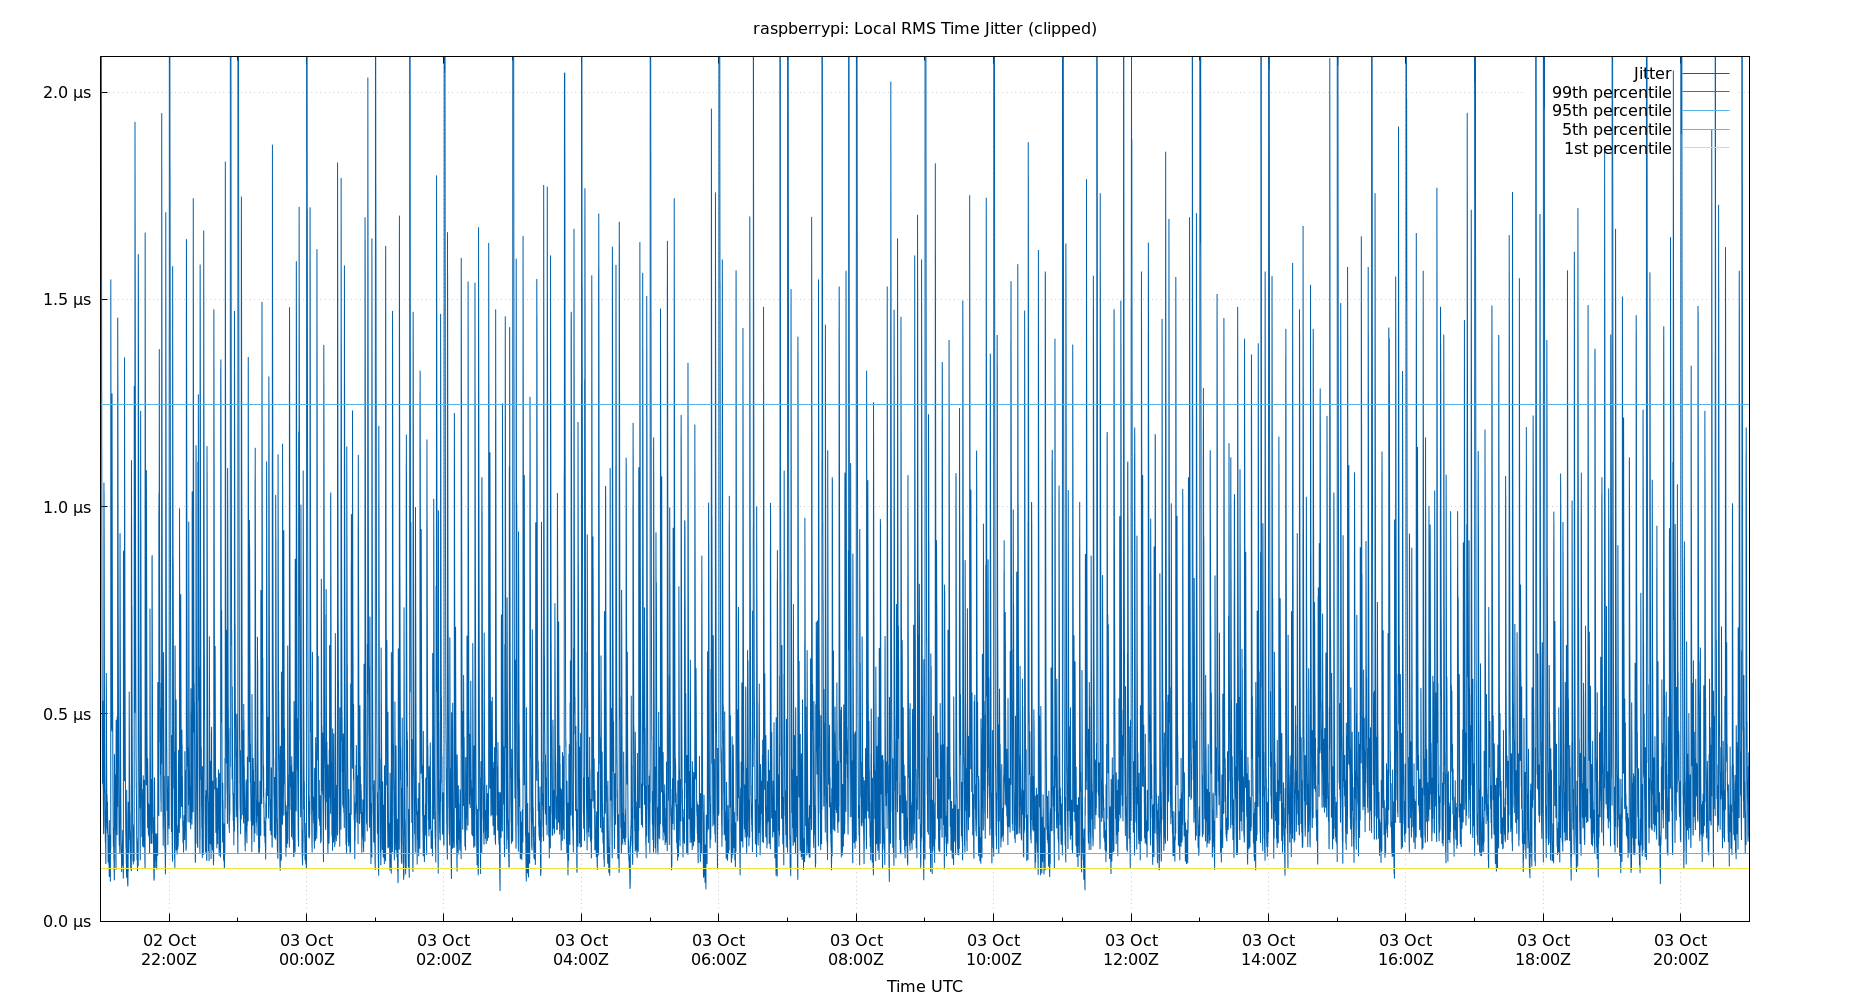 raspberrypi: Local RMS Time Jitter (clipped)
Jitter
99th percentile
95th percentile
5th percentile
1st percentile
2.0 µs
1.5 µs
1.0 µs
0.5 µs
0.0 µs
02 Oct 03 Oct 03 Oct 03 Oct 03 Oct 03 Oct 03 Oct 03 Oct 03 Oct 03 Oct 03 Oct 03 Oct
22:00Z 00:00Z 02:00Z 04:00Z 06:00Z 08:00Z 10:00Z 12:00Z 14:00Z 16:00Z 18:00Z 20:00Z
Time UTC